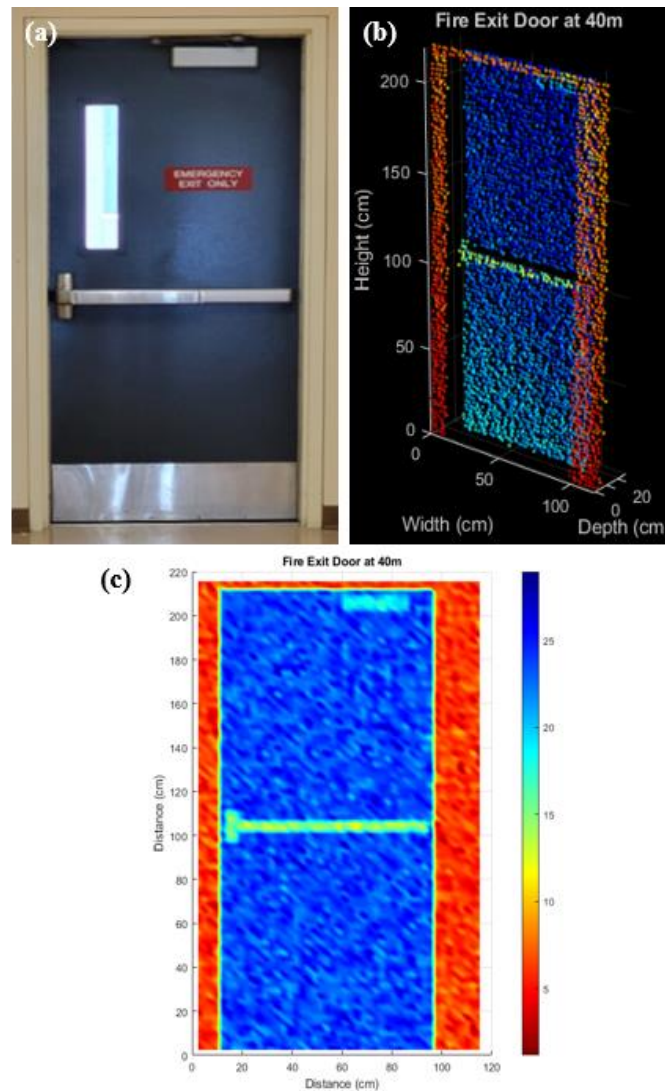 (a)
EMERGENCY
EXIT ONLY
(b)
Fire Exit Door at 40m
200
150
100
50
0
Height (cm)
0
50
100
Width (cm)
0
20
Depth (cm
(c)
Fire Exit Door at 40m
220
200
180
160
140
120
100
80
60
40
20
0
Distance (cm)
0
20
40
60
80
100
120
Distance (cm)
25
20
15
10
5